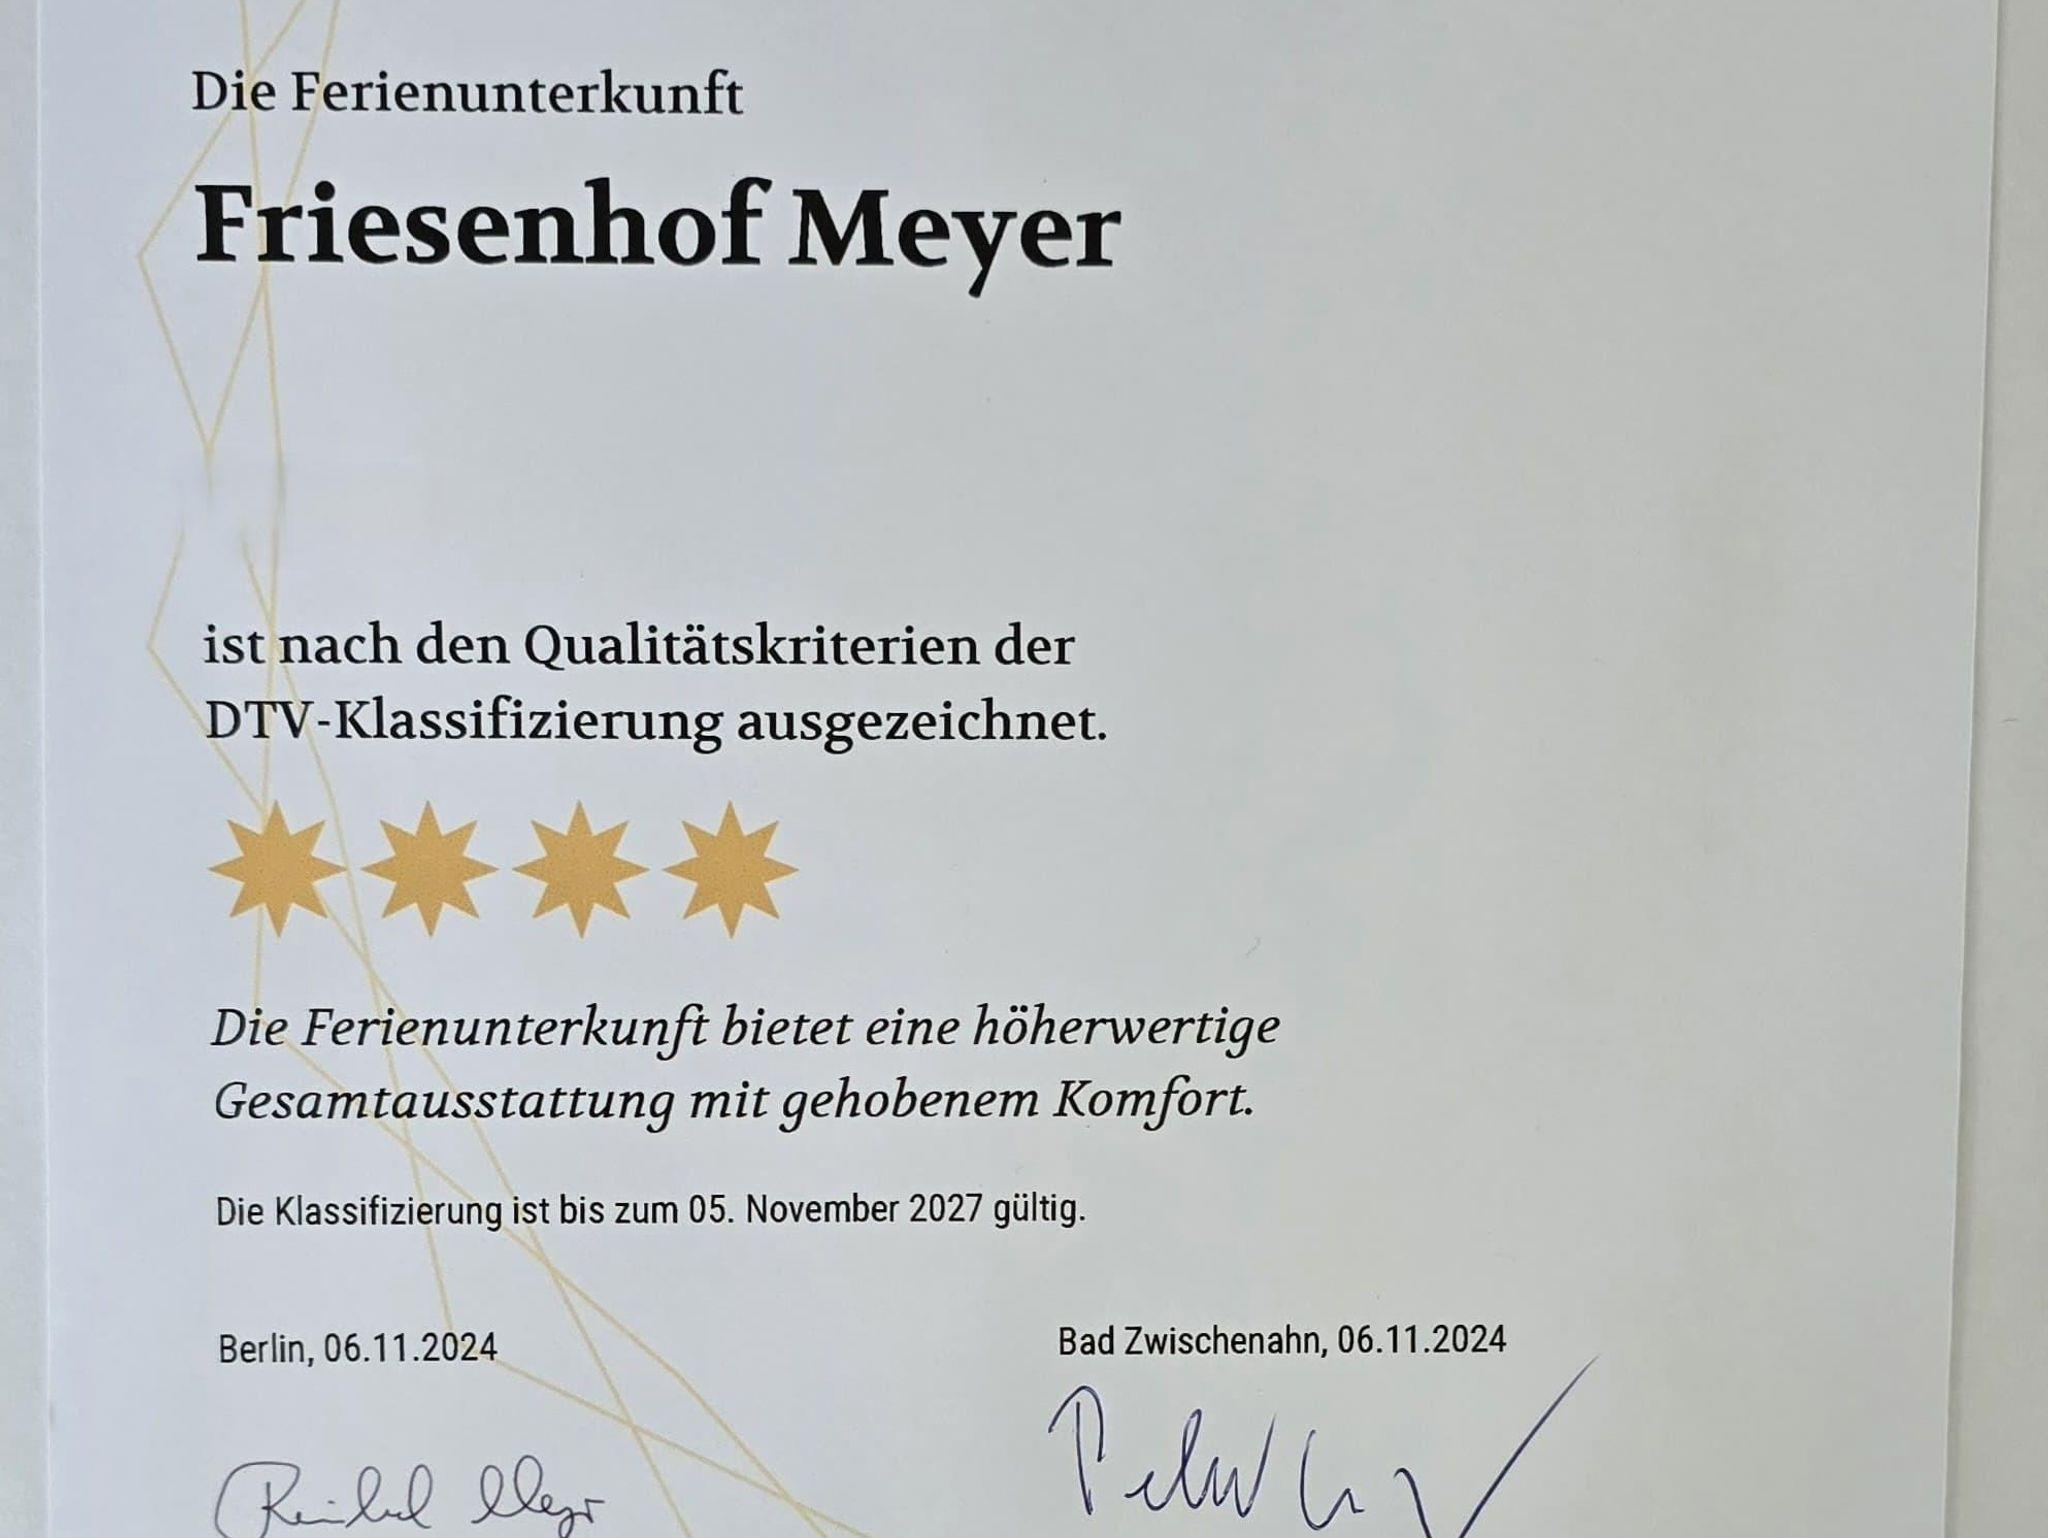 Die Ferienunterkunft
Friesenhof Meyer
ist nach den Qualitätskriterien der
DTV-Klassifizierung ausgezeichnet.
Die Ferienunterkunft bietet eine höherwertige
Gesamtausstattung mit gehobenem Komfort.
Die Klassifizierung ist bis zum 05. November 2027 gültig.
Berlin, 06.11.2024
Bad Zwischenahn, 06.11.2024